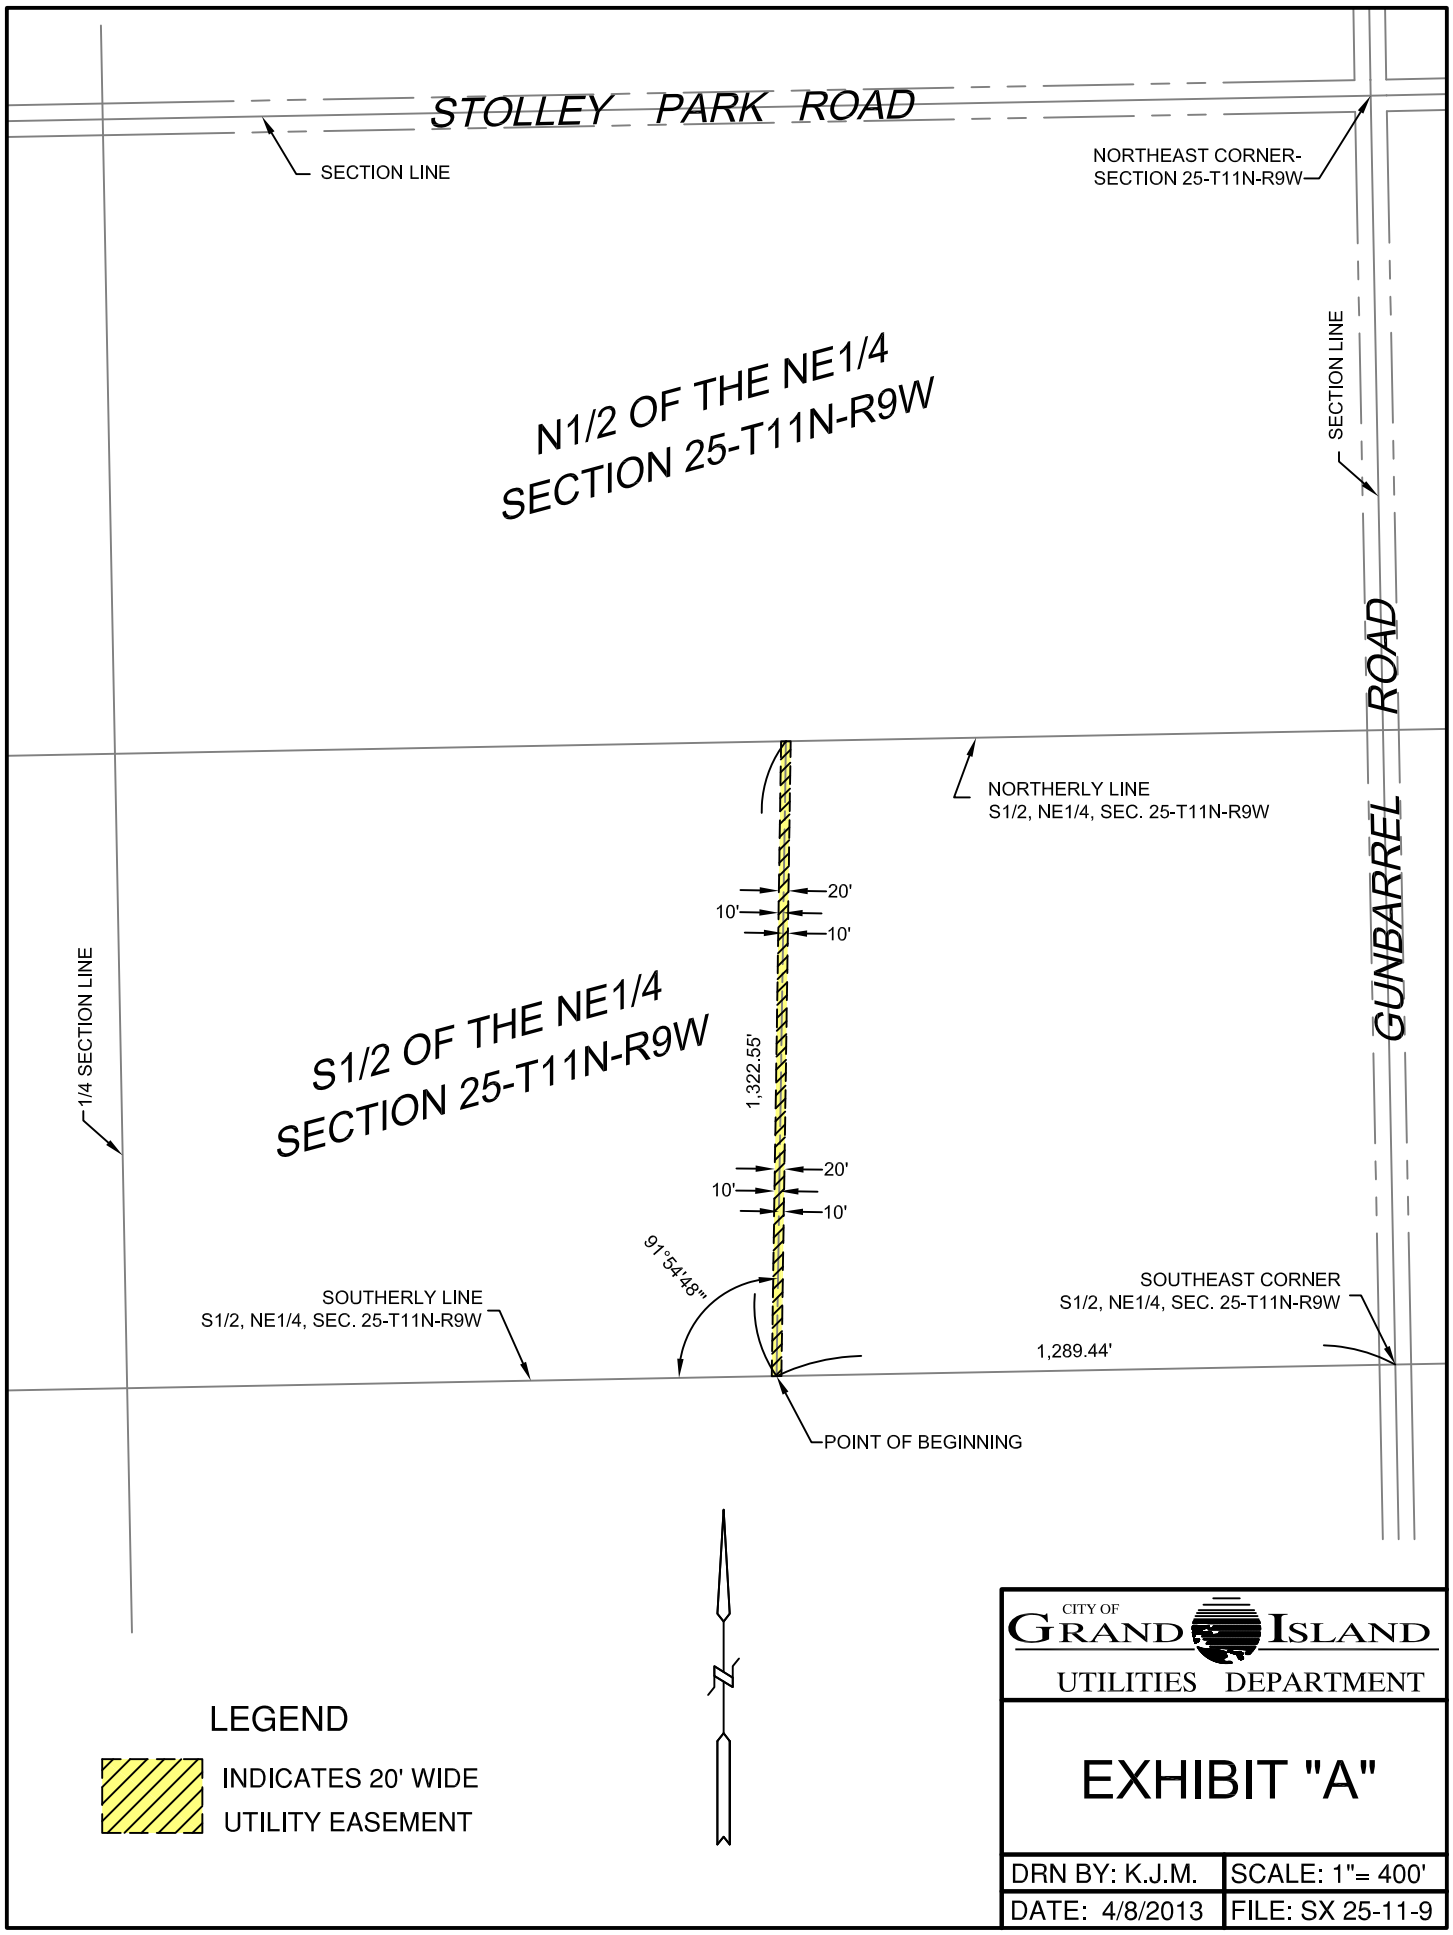 STOLLEY PARK ROAD
SECTION LINE
NORTHEAST CORNER-
SECTION 25-T11N-R9W
SECTION LINE
N1/2 OF THE NE1/4
SECTION 25-T11N-R9W
GUNBARREL ROAD
NORTHERLY LINE
S1/2, NE1/4, SEC. 25-T11N-R9W
20'
10'
10'
1/4 SECTION LINE
S1/2 OF THE NE1/4
SECTION 25-T11N-R9W
1,322.55'
20'
10'
10'
91°54'48"'
SOUTHERLY LINE
S1/2, NE1/4, SEC. 25-T11N-R9W
SOUTHEAST CORNER
S1/2, NE1/4, SEC. 25-T11N-R9W
1,289.44'
POINT OF BEGINNING
LEGEND
INDICATES 20' WIDE
UTILITY EASEMENT
CITY OF
GRAND ISLAND
UTILITIES DEPARTMENT
EXHIBIT "A"
DRN BY: K.J.M.
SCALE: 1"= 400'
DATE: 4/8/2013
FILE: SX 25-11-9